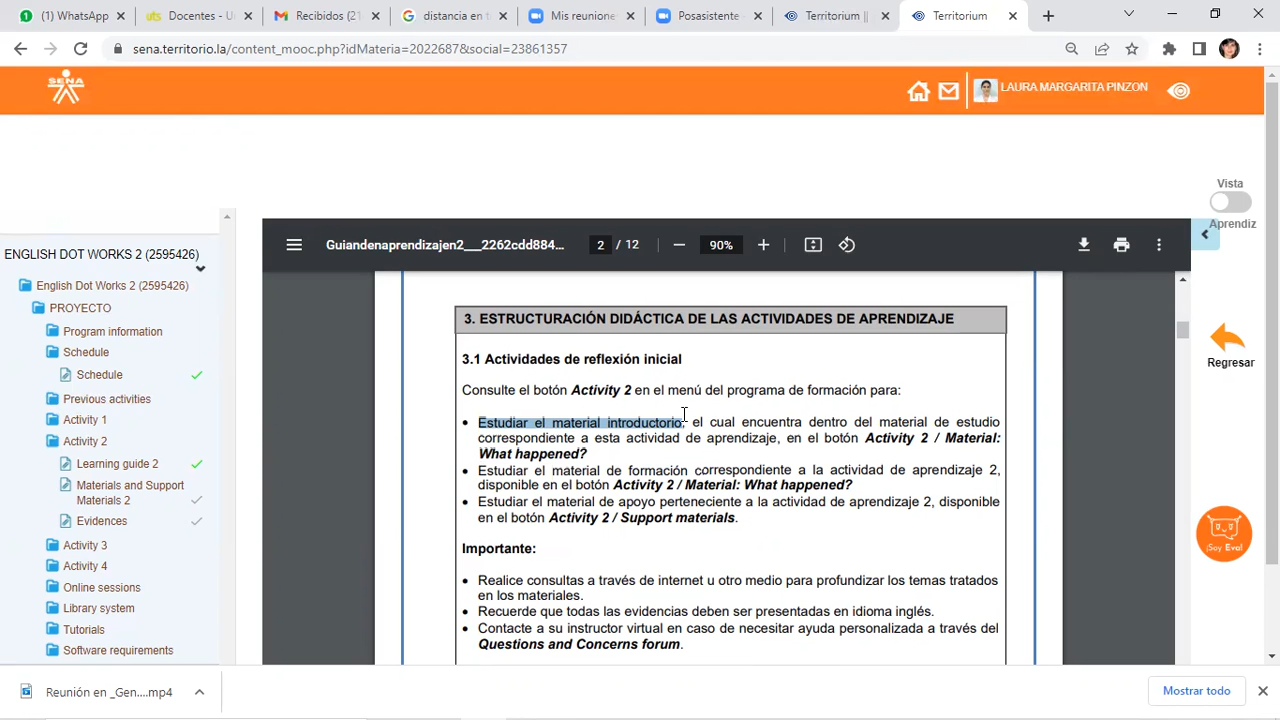 (1) WhatsApp
Docentes - U
Recibidos (21
distancia en t
Mis reunione
Posasistente
Territorium ||
Territorium
sena.territorio.la/content_mooc.php?idMateria=2022687&social=23861357
SENA
LAURA MARGARITA PINZON
Vista
Aprendiz
ENGLISH DOT WORKS 2 (2595426)
English Dot Works 2 (2595426)
PROYECTO
Program information
Schedule
Schedule
Previous activities
Activity 1
Activity 2
Learning guide 2
Materials and Support
Materials 2
Evidences
Activity 3
Activity 4
Online sessions
Library system
Tutorials
Software requirements
Guiandenaprendizajen2__2262cdd884...
2 / 12
90%
3. ESTRUCTURACIÓN DIDÁCTICA DE LAS ACTIVIDADES DE APRENDIZAJE
3.1 Actividades de reflexión inicial
Consulte el botón Activity 2 en el menú del programa de formación para:
• Estudiar el material introductorio, el cual encuentra dentro del material de estudio
correspondiente a esta actividad de aprendizaje, en el botón Activity 2 / Material:
What happened?
• Estudiar el material de formación correspondiente a la actividad de aprendizaje 2,
disponible en el botón Activity 2 / Material: What happened?
• Estudiar el material de apoyo perteneciente a la actividad de aprendizaje 2, disponible
en el botón Activity 2 / Support materials.
Importante:
• Realice consultas a través de internet u otro medio para profundizar los temas tratados
en los materiales.
• Recuerde que todas las evidencias deben ser presentadas en idioma inglés.
• Contacte a su instructor virtual en caso de necesitar ayuda personalizada a través del
Questions and Concerns forum.
Regresar
¡Soy Eva!
Reunión en _Gen....mp4
Mostrar todo